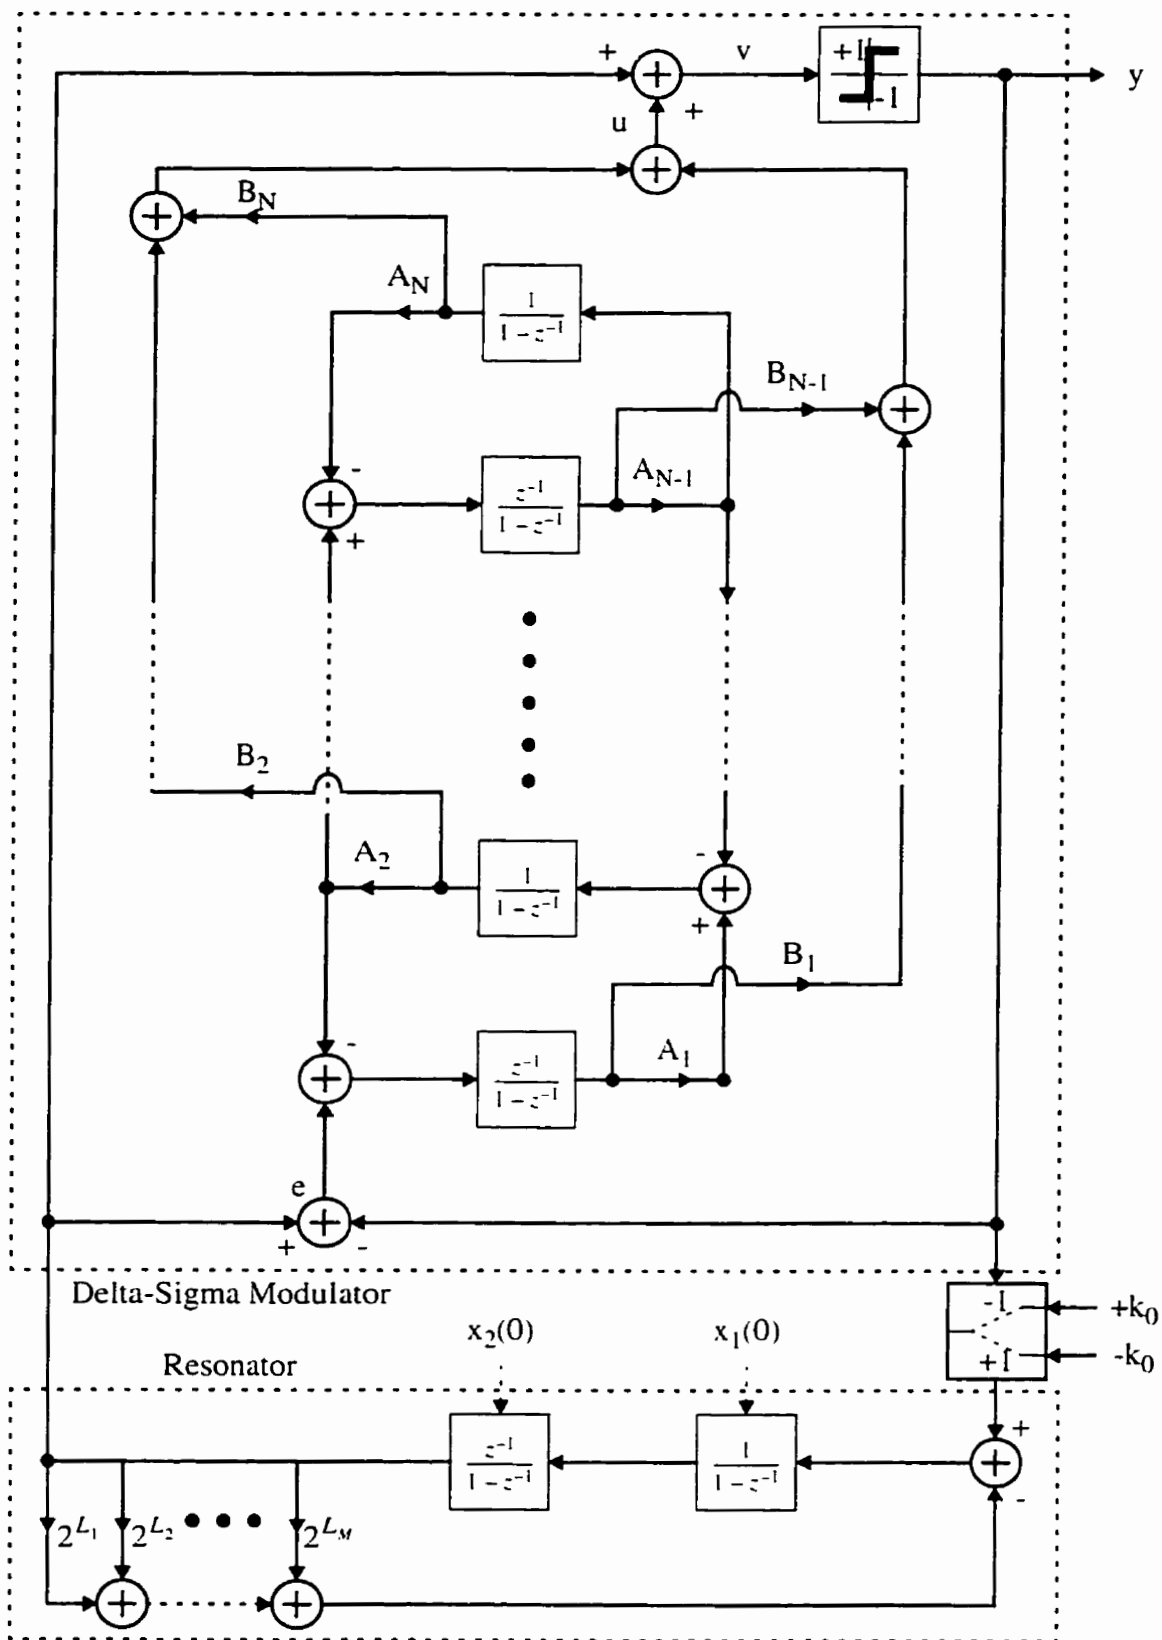 + v +1 y
-1
u +
B_N
A_N
1
1-z^{-1}
B_{N-1}
- z^{-1} A_{N-1}
1-z^{-1}
+
B_2
A_2 1 -
1-z^{-1} +
B_1
- z^{-1} A_1
1-z^{-1}
e
+ -
Delta-Sigma Modulator -1 +k_0
x_2(0) x_1(0) +1 -k_0
Resonator
z^{-1} 1 +
1-z^{-1} 1-z^{-1} -
2^{L_1} 2^{L_2} 2^{L_M}